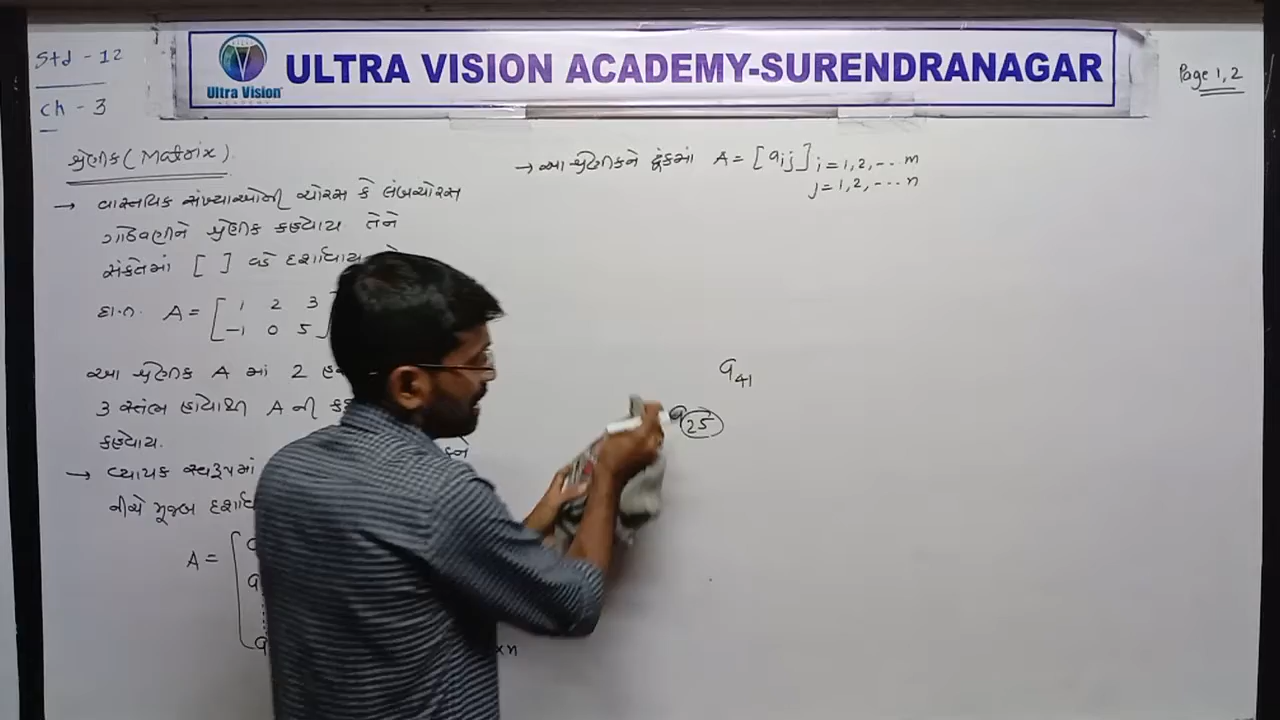 Std - 12
ch - 3
Ultra Vision
ACADEMY
ULTRA VISION ACADEMY-SURENDRANAGAR
Page 1, 2
શ્રેણીક (Matrix)
→ વાસ્તવિક સંખ્યાઓની ચોરસ કે લંબચોરસ
ગોઠવણીને શ્રેણીક કહેવાય તેને
સંકેતમાં [ ] વડે દર્શાવાય
દા.ત. A = [ 1 2 3
-1 0 5 ]
આ શ્રેણીક A માં 2
3 સ્તંભ હોવાથી A ની
કહેવાય.
→ વ્યાપક સ્વરૂપમાં
નીચે મુજબ
A =
×n
→ આ શ્રેણીકને ટૂંકમાં A = [aij] i = 1, 2, --- m
j = 1, 2, --- n
a41
a25